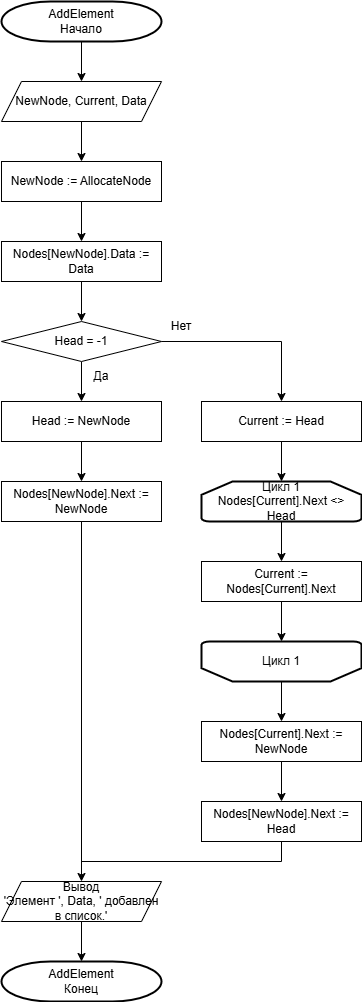 AddElement
Начало
NewNode, Current, Data
NewNode := AllocateNode
Nodes[NewNode].Data :=
Data
Head = -1
Нет
Да
Head := NewNode
Current := Head
Nodes[NewNode].Next :=
NewNode
Цикл 1
Nodes[Current].Next <>
Head
Current :=
Nodes[Current].Next
Цикл 1
Nodes[Current].Next :=
NewNode
Nodes[NewNode].Next :=
Head
Вывод
'Элемент ', Data, ' добавлен
в список.'
AddElement
Конец